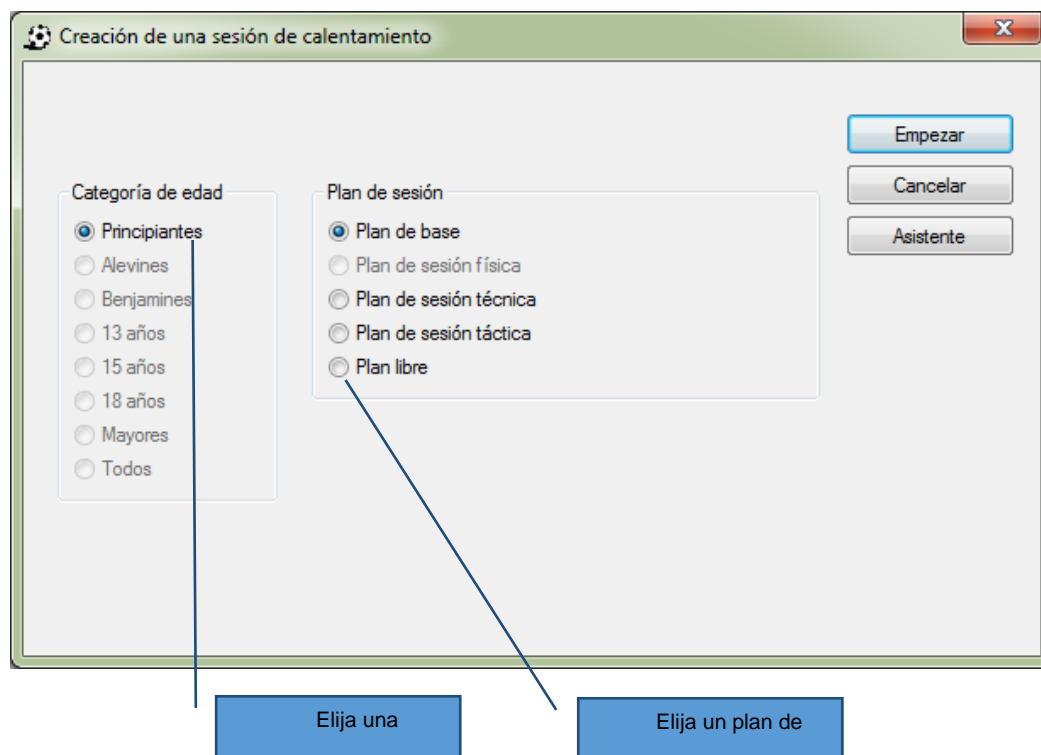 Creación de una sesión de calentamiento
Empezar
Cancelar
Asistente
Categoría de edad
Principiantes
Alevines
Benjamines
13 años
15 años
18 años
Mayores
Todos
Plan de sesión
Plan de base
Plan de sesión física
Plan de sesión técnica
Plan de sesión táctica
Plan libre
Elija una
Elija un plan de